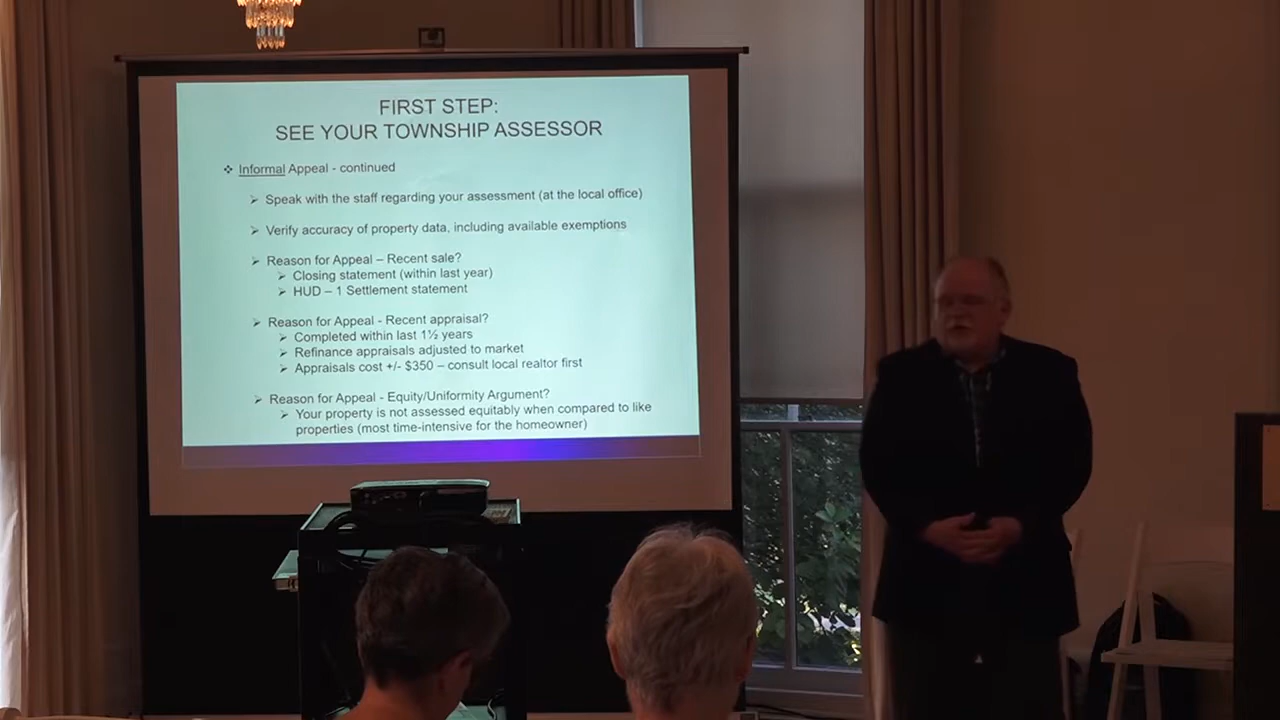 FIRST STEP:
SEE YOUR TOWNSHIP ASSESSOR
❖ Informal Appeal - continued
➢ Speak with the staff regarding your assessment (at the local office)
➢ Verify accuracy of property data, including available exemptions
➢ Reason for Appeal – Recent sale?
➢ Closing statement (within last year)
➢ HUD – 1 Settlement statement
➢ Reason for Appeal - Recent appraisal?
➢ Completed within last 1½ years
➢ Refinance appraisals adjusted to market
➢ Appraisals cost +/- $350 – consult local realtor first
➢ Reason for Appeal - Equity/Uniformity Argument?
➢ Your property is not assessed equitably when compared to like
properties (most time-intensive for the homeowner)